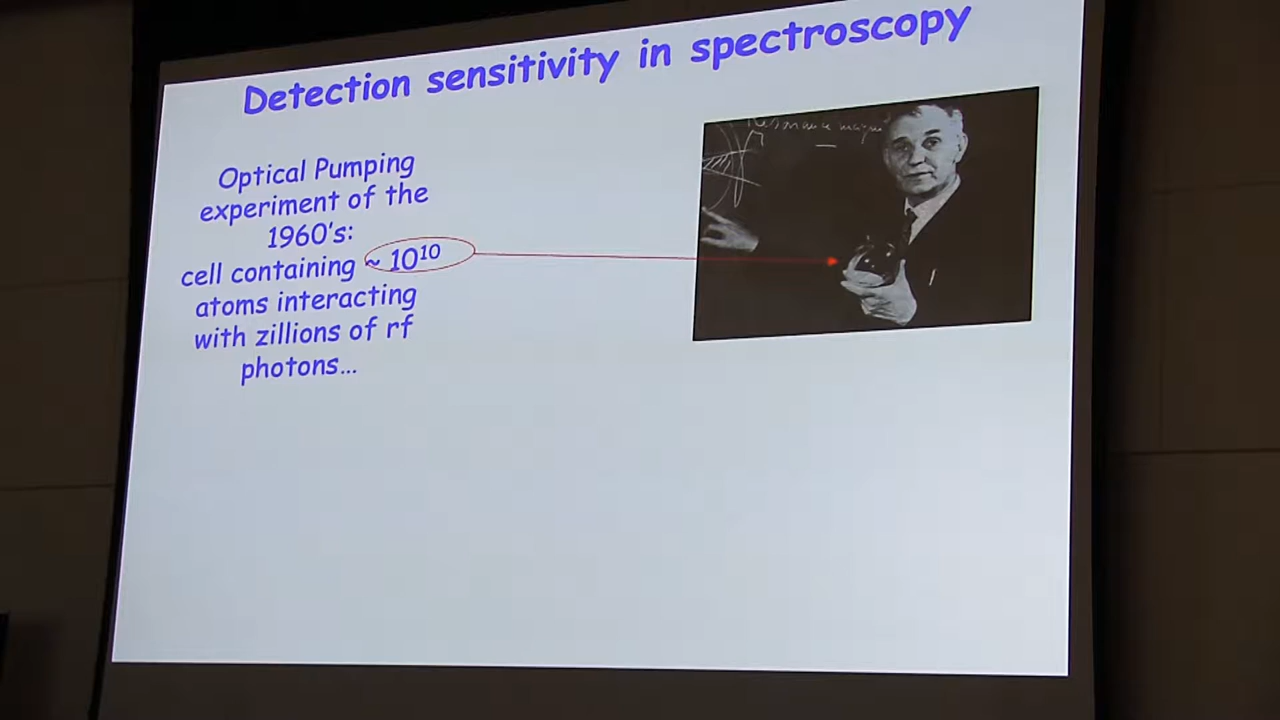 Detection sensitivity in spectroscopy
Optical Pumping
experiment of the
1960's:
cell containing ~ 10¹⁰
atoms interacting
with zillions of rf
photons...